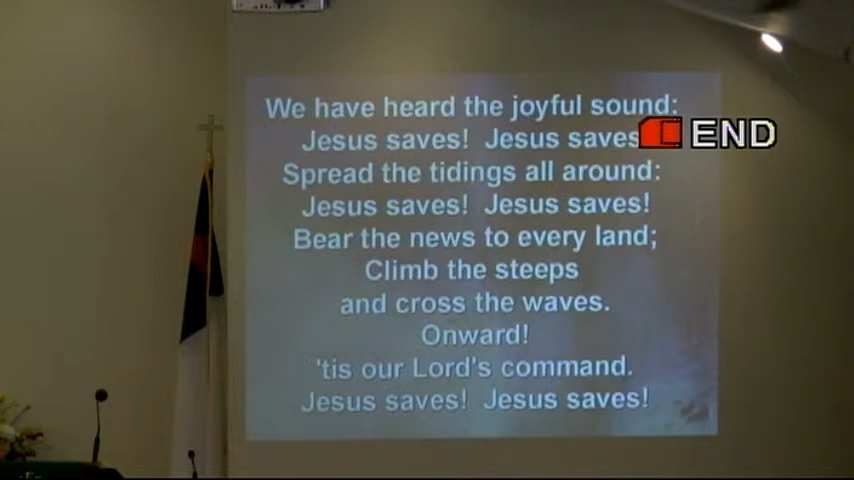 We have heard the joyful sound:
Jesus saves! Jesus saves
END
Spread the tidings all around:
Jesus saves! Jesus saves!
Bear the news to every land;
Climb the steeps
and cross the waves.
Onward!
'tis our Lord's command.
Jesus saves! Jesus saves!